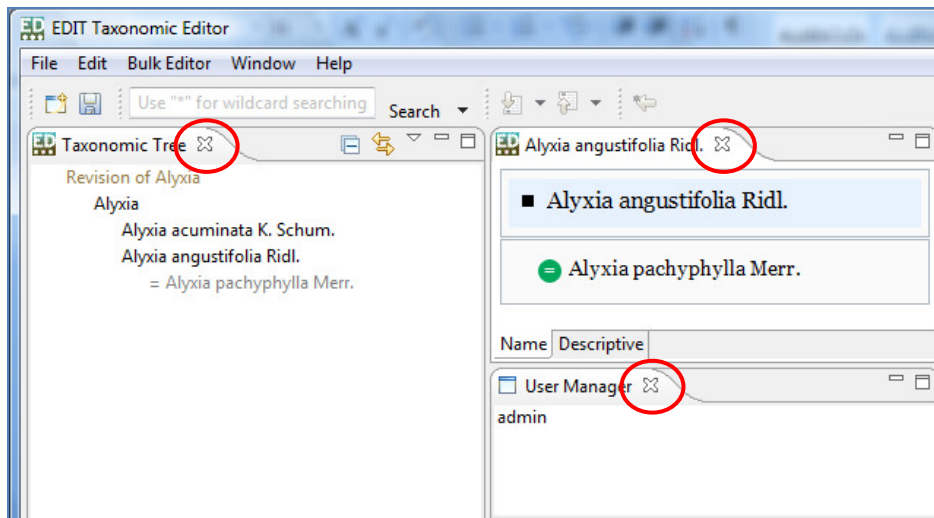 EDIT Taxonomic Editor
File Edit Bulk Editor Window Help
Use "*" for wildcard searching Search
Taxonomic Tree
Revision of Alyxia
Alyxia
Alyxia acuminata K. Schum.
Alyxia angustifolia Ridl.
= Alyxia pachyphylla Merr.
Alyxia angustifolia Ridl.
Alyxia angustifolia Ridl.
= Alyxia pachyphylla Merr.
Name Descriptive
User Manager
admin